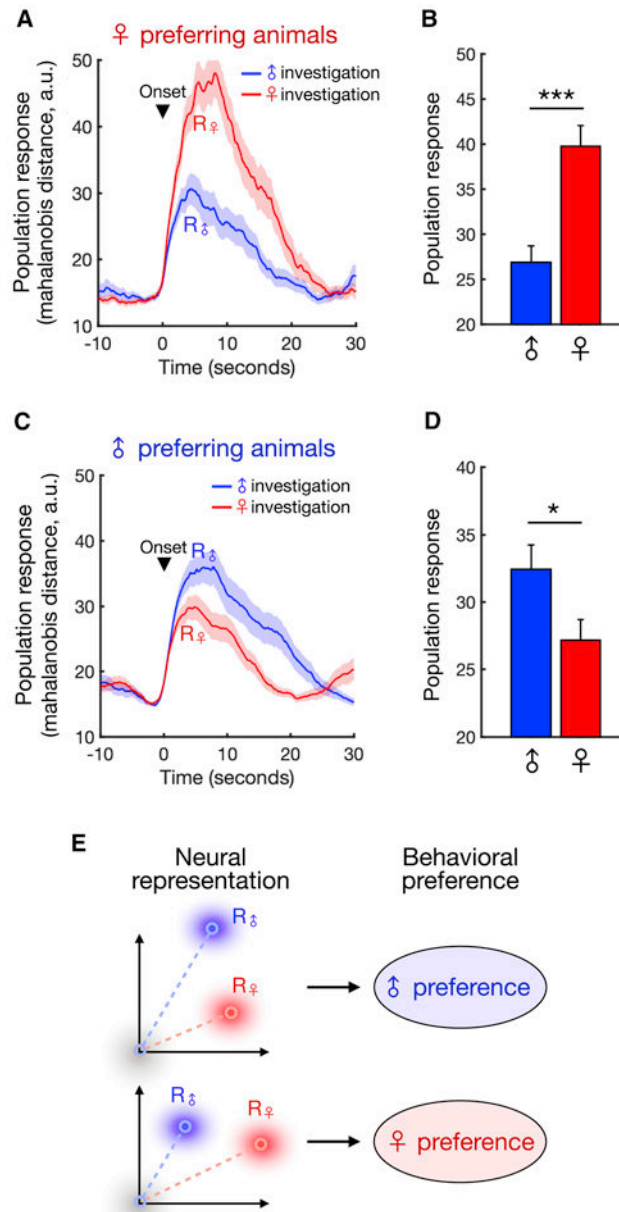 A
♀ preferring animals
Population response
(mahalanobis distance, a.u.)
50
40
30
20
10
Onset
♂ investigation
♀ investigation
R♀
R♂
-10 0 10 20 30
Time (seconds)
B
Population response
45
40
35
30
25
20
***
♂ ♀
C
♂ preferring animals
Population response
(mahalanobis distance, a.u.)
50
40
30
20
10
♂ investigation
♀ investigation
Onset
R♂
R♀
-10 0 10 20 30
Time (seconds)
D
Population response
40
35
30
25
20
*
♂ ♀
E
Neural
representation
Behavioral
preference
R♂
R♀
♂ preference
R♂
R♀
♀ preference